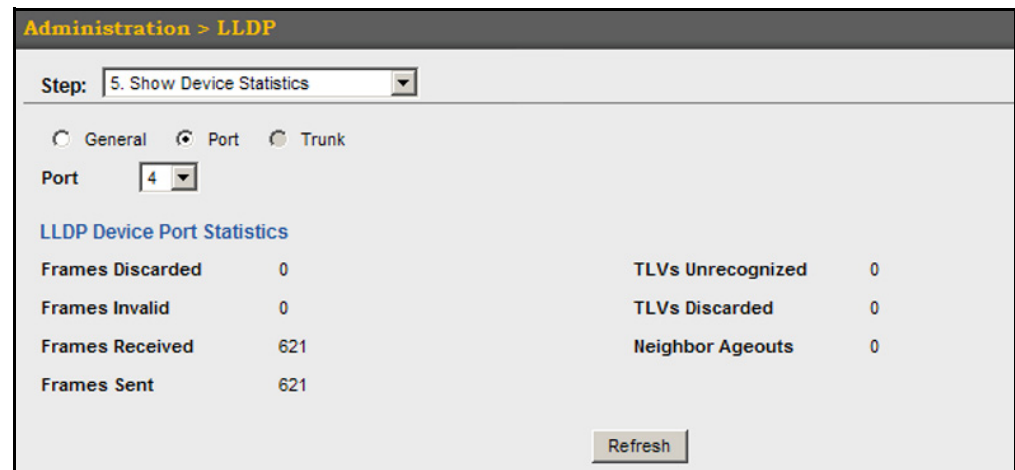 Administration > LLDP
Step: 5. Show Device Statistics
General Port Trunk
Port 4
LLDP Device Port Statistics
Frames Discarded 0 TLVs Unrecognized 0
Frames Invalid 0 TLVs Discarded 0
Frames Received 621 Neighbor Ageouts 0
Frames Sent 621
Refresh